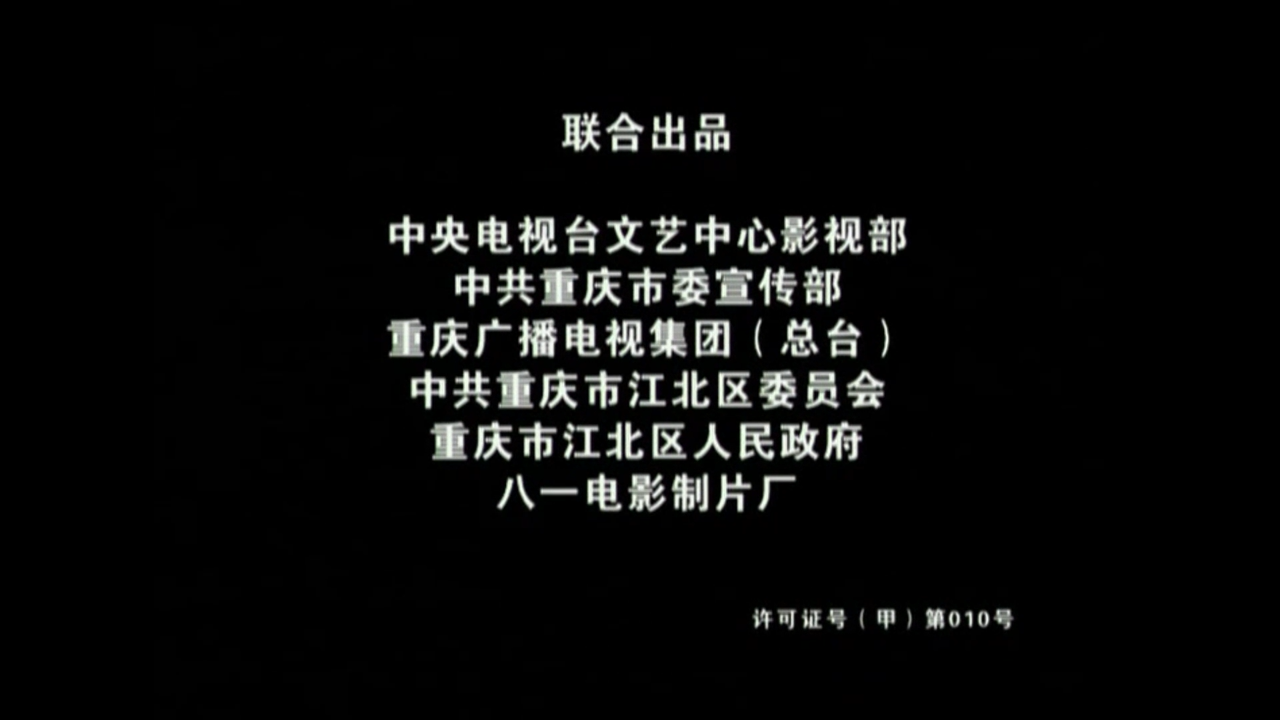 联合出品
中央电视台文艺中心影视部
中共重庆市委宣传部
重庆广播电视集团（总台）
中共重庆市江北区委员会
重庆市江北区人民政府
八一电影制片厂
许可证号（甲）第010号